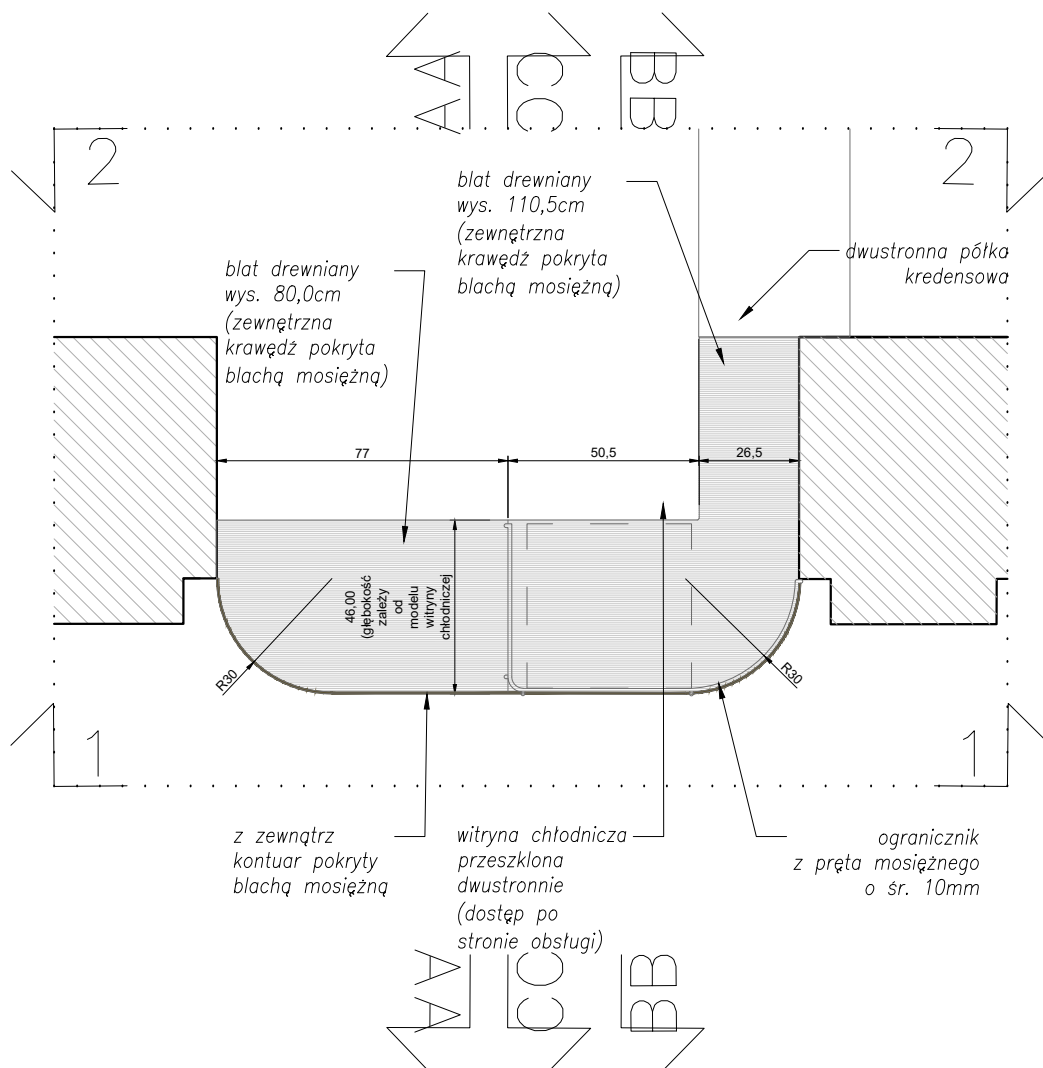 AA
CC
BB
2
2
blat drewniany
wys. 110,5cm
(zewnętrzna
krawędź pokryta
blachą mosiężną)
dwustronna półka
kredensowa
blat drewniany
wys. 80,0cm
(zewnętrzna
krawędź pokryta
blachą mosiężną)
77
50,5
26,5
46,00
(głębokość
zależy
od
modelu
witryny
chłodniczej
R30
R30
1
1
z zewnątrz
kontuar pokryty
blachą mosiężną
witryna chłodnicza
przeszklona
dwustronnie
(dostęp po
stronie obsługi)
ogranicznik
z pręta mosiężnego
o śr. 10mm
AA
CC
BB